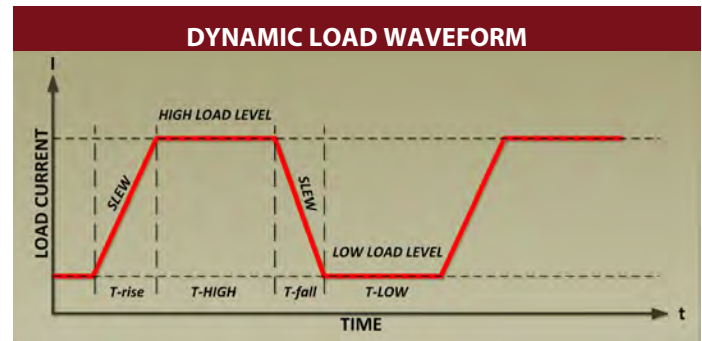 DYNAMIC LOAD WAVEFORM
I
HIGH LOAD LEVEL
LOAD CURRENT
SLEW
SLEW
LOW LOAD LEVEL
T-rise
T-HIGH
T-fall
T-LOW
t
TIME